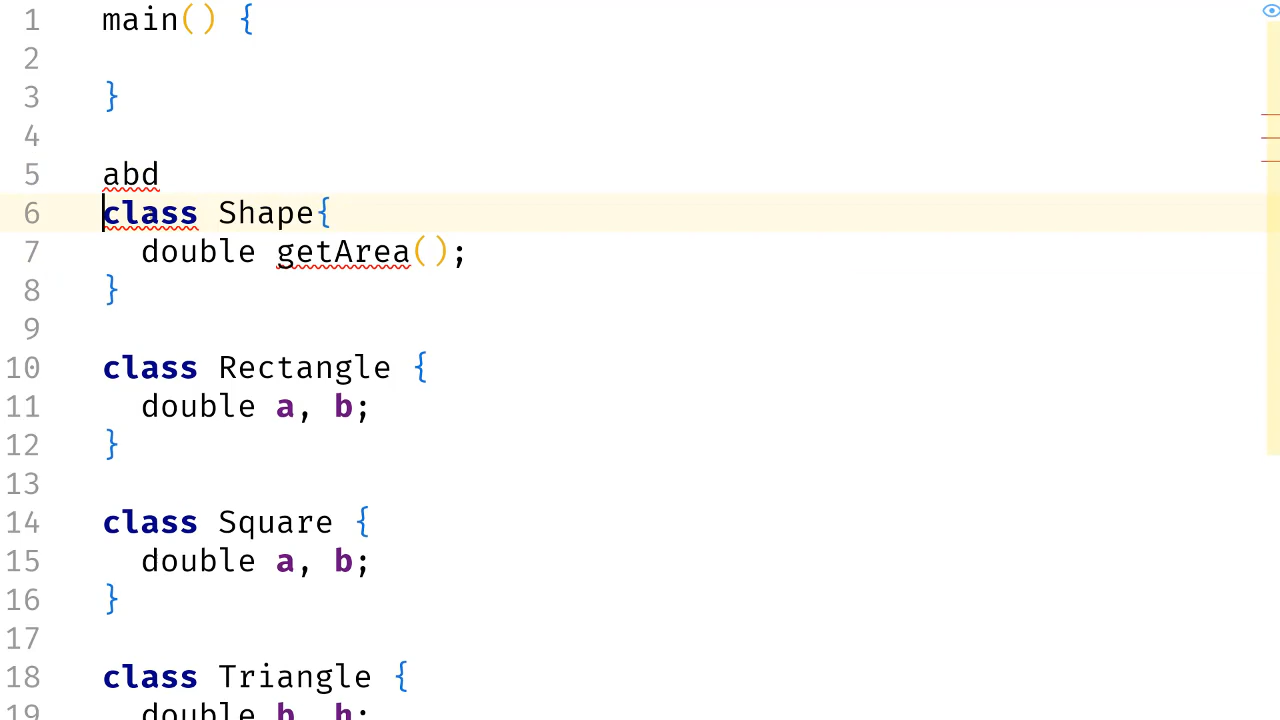 1 main() {
2
3 }
4
5 abd
6 class Shape{
7 double getArea();
8 }
9
10 class Rectangle {
11 double a, b;
12 }
13
14 class Square {
15 double a, b;
16 }
17
18 class Triangle {
19 double b, h;